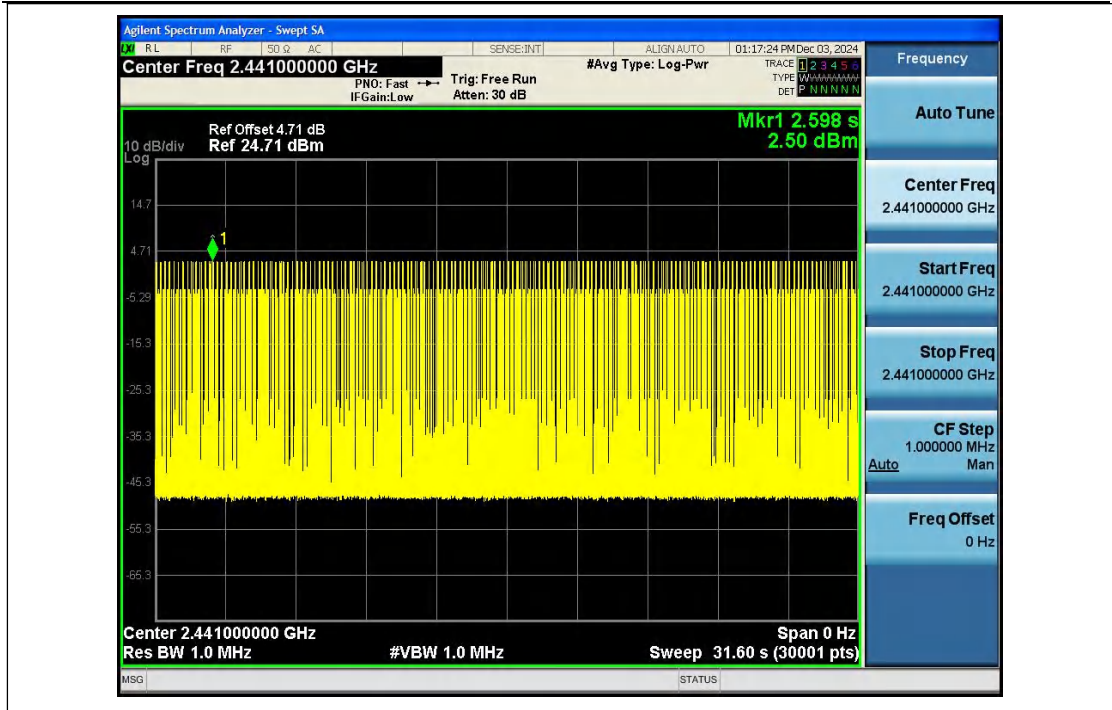 Agilent Spectrum Analyzer - Swept SA
LXI RL RF 50 Ω AC SENSE:INT ALIGN AUTO 01:17:24 PM Dec 03, 2024
Center Freq 2.441000000 GHz
PNO: Fast
IFGain:Low
Trig: Free Run
Atten: 30 dB
#Avg Type: Log-Pwr
TRACE 1 2 3 4 5 6
TYPE
DET P N N N N N
Mkr1 2.598 s
2.50 dBm
Ref Offset 4.71 dB
10 dB/div Ref 24.71 dBm
Log
14.7
4.71
-5.29
-15.3
-25.3
-35.3
-45.3
-55.3
-65.3
1
Center 2.441000000 GHz Span 0 Hz
Res BW 1.0 MHz #VBW 1.0 MHz Sweep 31.60 s (30001 pts)
MSG STATUS
Frequency
Auto Tune
Center Freq
2.441000000 GHz
Start Freq
2.441000000 GHz
Stop Freq
2.441000000 GHz
CF Step
1.000000 MHz
Auto Man
Freq Offset
0 Hz